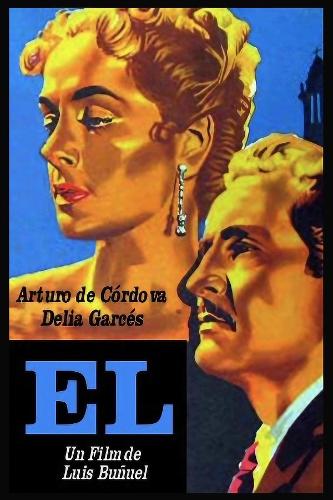 Arturo de Córdova
Delia Garcés
EL
Un Film de
Luis Buñuel